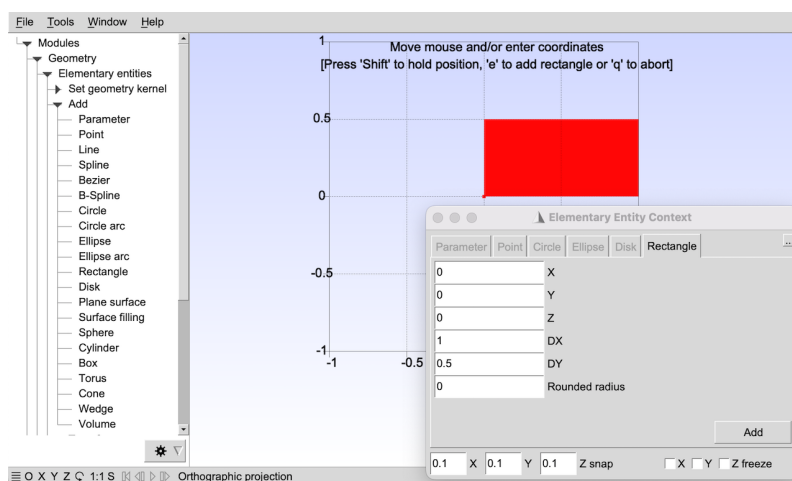 File Tools Window Help
Modules
Geometry
Elementary entities
Set geometry kernel
Add
Parameter
Point
Line
Spline
Bezier
B-Spline
Circle
Circle arc
Ellipse
Ellipse arc
Rectangle
Disk
Plane surface
Surface filling
Sphere
Cylinder
Box
Torus
Cone
Wedge
Volume
1
Move mouse and/or enter coordinates
[Press 'Shift' to hold position, 'e' to add rectangle or 'q' to abort]
0.5
0
-0.5
-1
-1 -0.5
Elementary Entity Context
Parameter Point Circle Ellipse Disk Rectangle ..
0 X
0 Y
0 Z
1 DX
0.5 DY
0 Rounded radius
Add
0.1 X 0.1 Y 0.1 Z snap X Y Z freeze
O X Y Z 1:1 S Orthographic projection